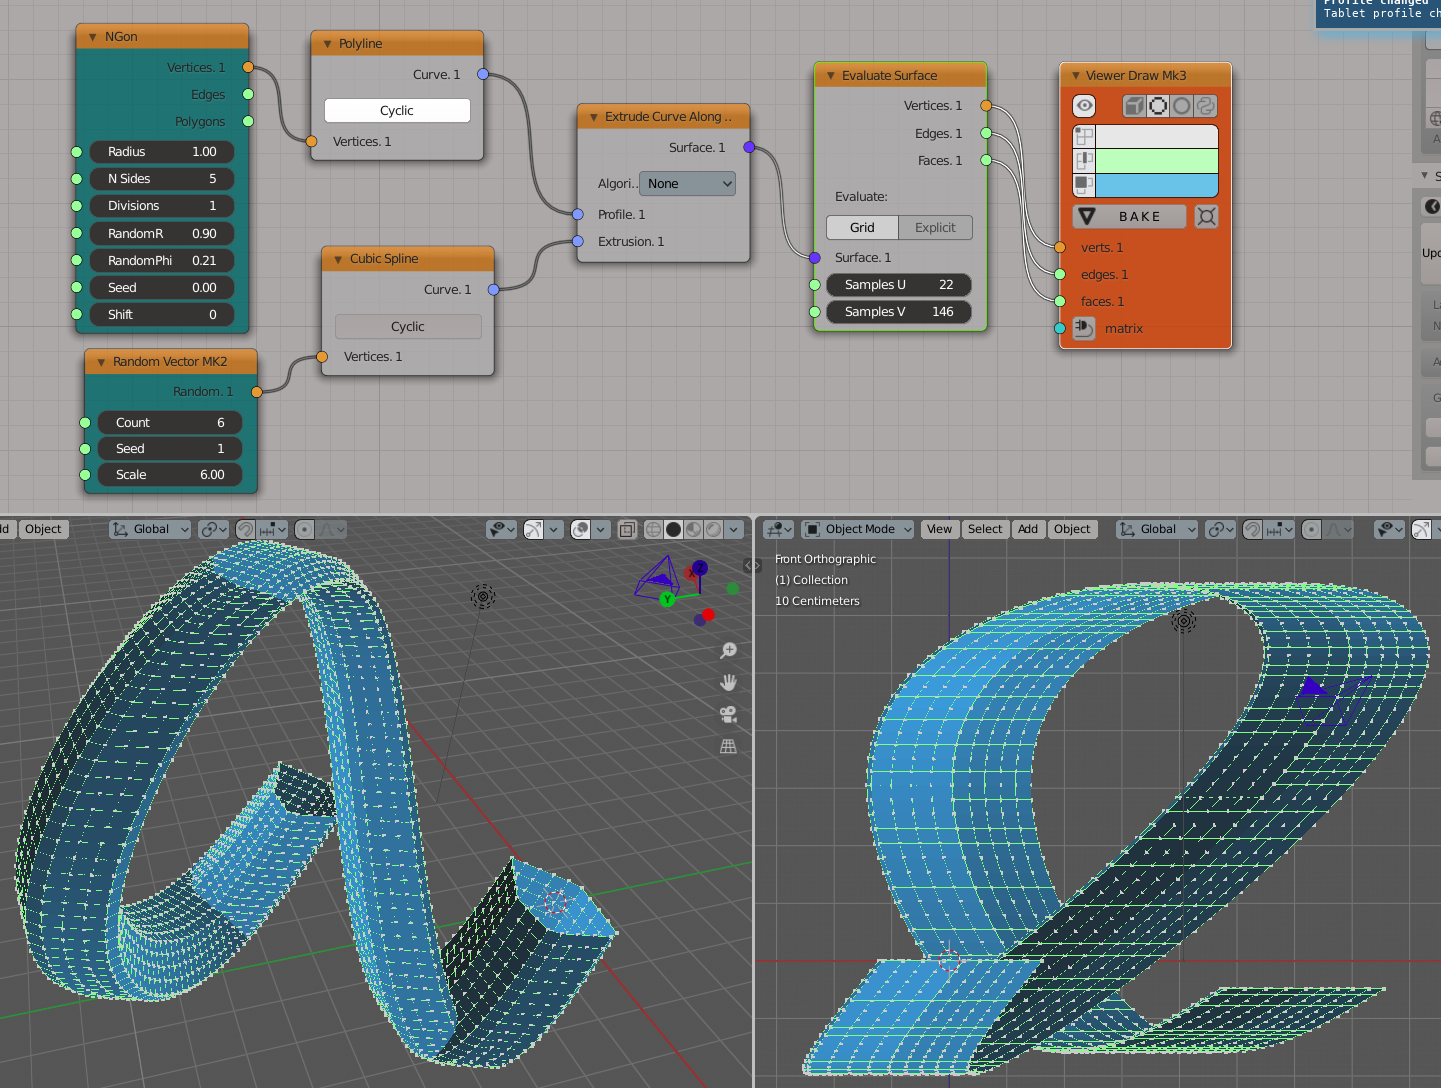 Profile changed
Tablet profile ch
NGon
Vertices. 1
Edges
Polygons
Radius 1.00
N Sides 5
Divisions 1
RandomR 0.90
RandomPhi 0.21
Seed 0.00
Shift 0
Random Vector MK2
Random. 1
Count 6
Seed 1
Scale 6.00
Polyline
Curve. 1
Cyclic
Vertices. 1
Cubic Spline
Curve. 1
Cyclic
Vertices. 1
Extrude Curve Along ..
Surface. 1
Algori.. None
Profile. 1
Extrusion. 1
Evaluate Surface
Vertices. 1
Edges. 1
Faces. 1
Evaluate:
Grid Explicit
Surface. 1
Samples U 22
Samples V 146
Viewer Draw Mk3
BAKE
verts. 1
edges. 1
faces. 1
matrix
Upd
dd Object Global
X Z
Y
Object Mode View Select Add Object Global
Front Orthographic
(1) Collection
10 Centimeters